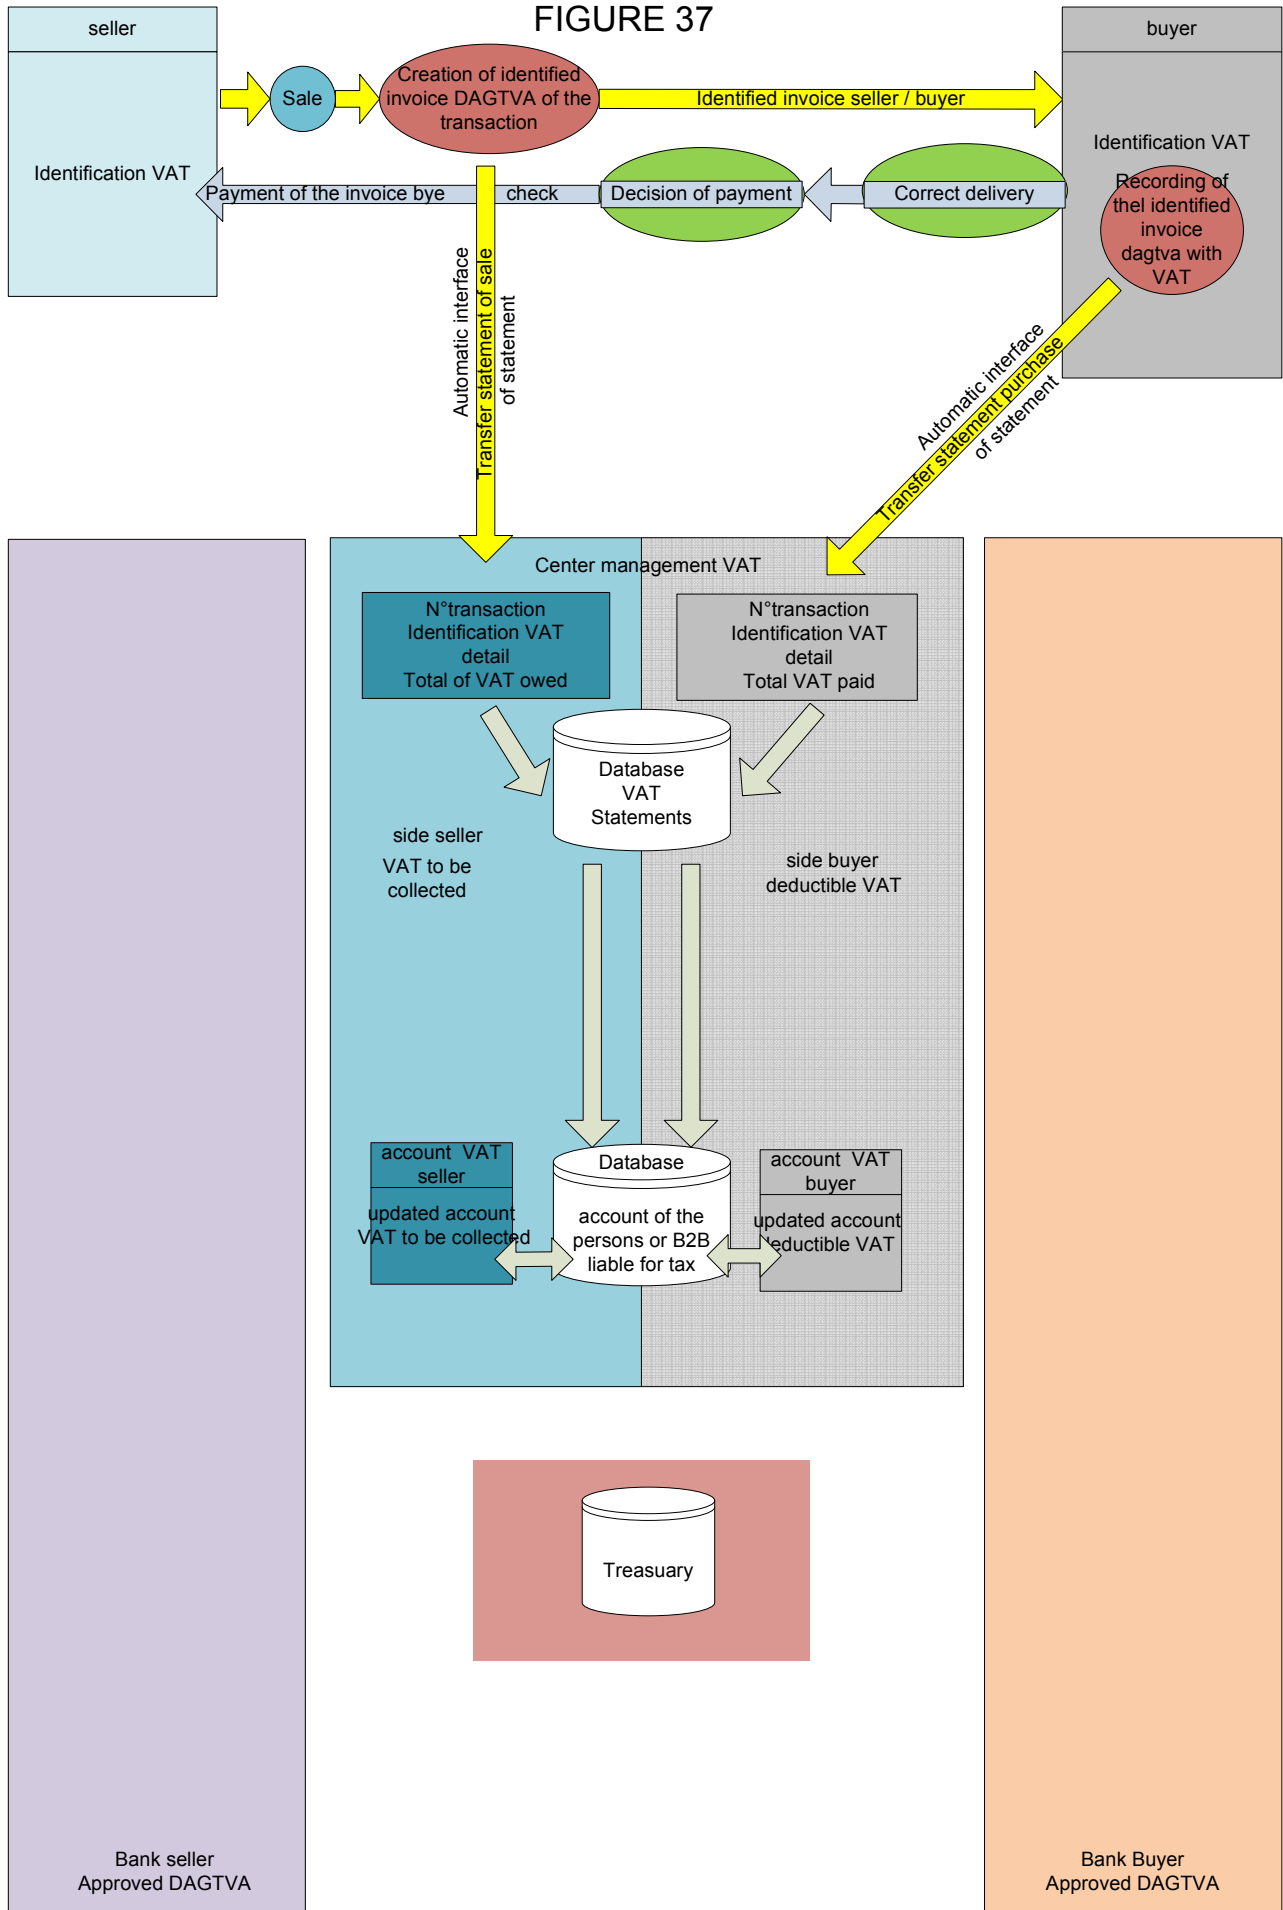 FIGURE 37
seller
buyer
Sale
Creation of identified
invoice DAGTVA of the
transaction
Identified invoice seller / buyer
Identification VAT
Identification VAT
Payment of the invoice bye
check
Decision of payment
Correct delivery
Recording of
thel identified
invoice
dagtva with
VAT
Automatic interface
Transfer statement of sale
of statement
Automatic interface
Transfer statement purchase
of statement
Center management VAT
N°transaction
Identification VAT
detail
Total of VAT owed
N°transaction
Identification VAT
detail
Total VAT paid
Database
VAT
Statements
side seller
VAT to be
collected
side buyer
deductible VAT
account VAT
seller
updated account
VAT to be collected
Database
account of the
persons or B2B
liable for tax
account VAT
buyer
updated account
deductible VAT
Treasuary
Bank seller
Approved DAGTVA
Bank Buyer
Approved DAGTVA